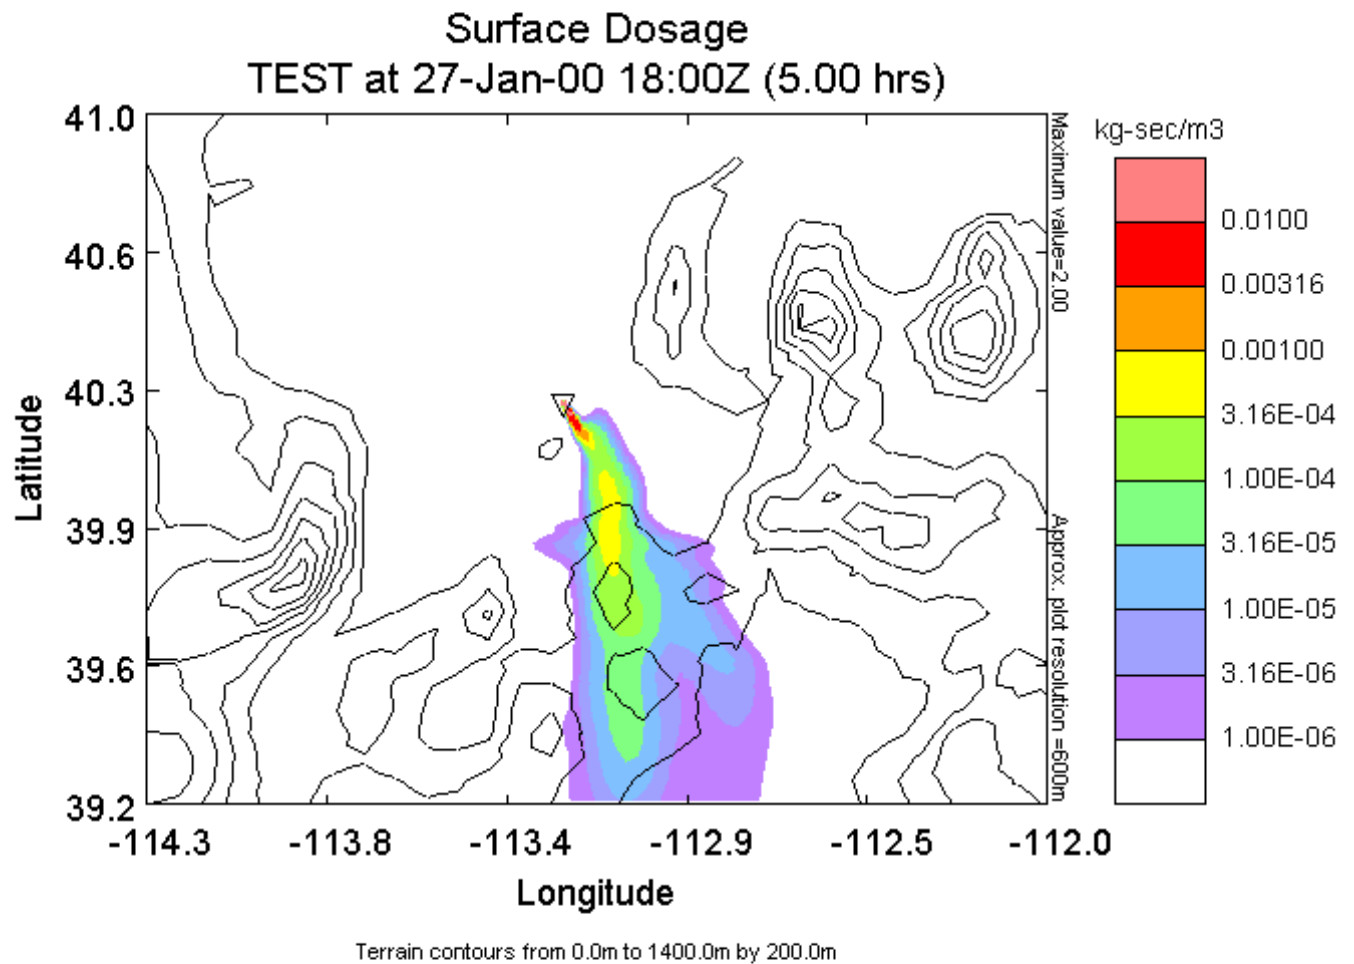 Surface Dosage
TEST at 27-Jan-00 18:00Z (5.00 hrs)
41.0
40.6
40.3
39.9
39.6
39.2
Latitude
-114.3
-113.8
-113.4
-112.9
-112.5
-112.0
Longitude
Maximum value=2.00
Approx. plot resolution =600m
kg-sec/m3
0.0100
0.00316
0.00100
3.16E-04
1.00E-04
3.16E-05
1.00E-05
3.16E-06
1.00E-06
Terrain contours from 0.0m to 1400.0m by 200.0m